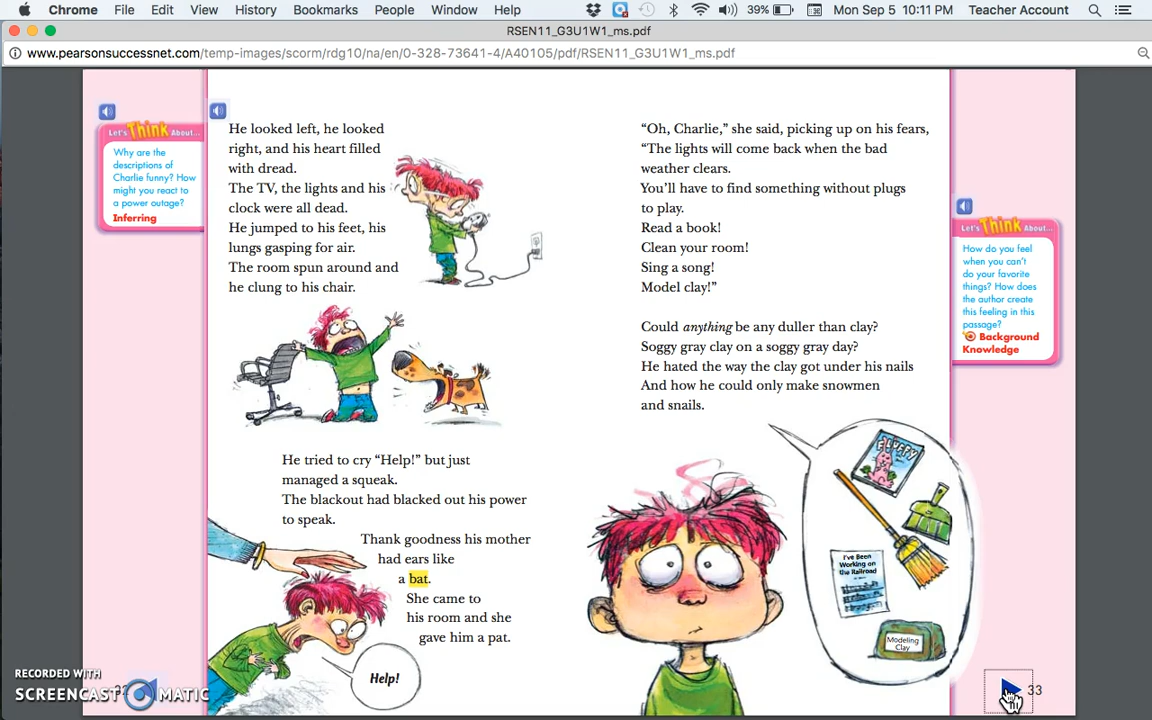 Chrome File Edit View History Bookmarks People Window Help 39% Mon Sep 5 10:11 PM Teacher Account
RSEN11_G3U1W1_ms.pdf
www.pearsonsuccessnet.com/temp-images/scorm/rdg10/na/en/0-328-73641-4/A40105/pdf/RSEN11_G3U1W1_ms.pdf
Let's Think About...
Why are the
descriptions of
Charlie funny? How
might you react to
a power outage?
Inferring
He looked left, he looked
right, and his heart filled
with dread.
The TV, the lights and his
clock were all dead.
He jumped to his feet, his
lungs gasping for air.
The room spun around and
he clung to his chair.
He tried to cry “Help!” but just
managed a squeak.
The blackout had blacked out his power
to speak.
Thank goodness his mother
had ears like
a bat.
She came to
his room and she
gave him a pat.
Help!
RECORDED WITH
SCREENCAST MATIC
“Oh, Charlie,” she said, picking up on his fears,
“The lights will come back when the bad
weather clears.
You’ll have to find something without plugs
to play.
Read a book!
Clean your room!
Sing a song!
Model clay!”
Could anything be any duller than clay?
Soggy gray clay on a soggy gray day?
He hated the way the clay got under his nails
And how he could only make snowmen
and snails.
FLUFFY
I've Been
Working on
the Railroad
Modeling
Clay
Let's Think About...
How do you feel
when you can't
do your favorite
things? How does
the author create
this feeling in this
passage?
Background
Knowledge
33